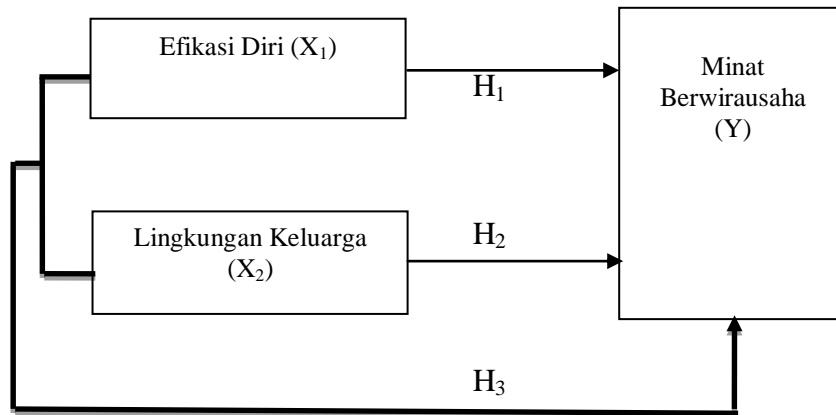 Efikasi Diri (X₁)
H₁
Minat
Berwirausaha
(Y)
Lingkungan Keluarga
(X₂)
H₂
H₃